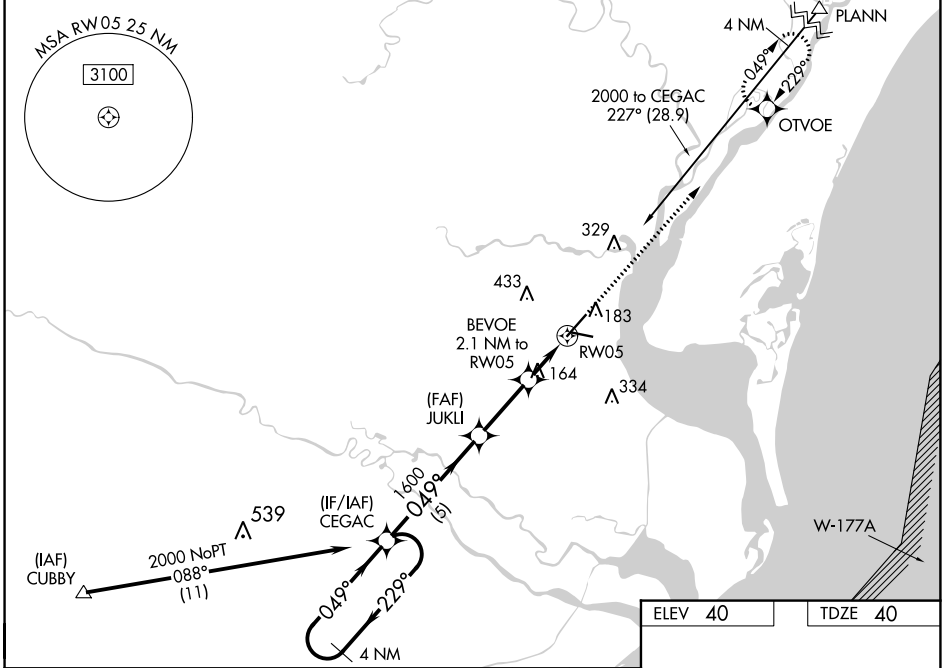 MSA RW05 25 NM
3100
PLANN
4 NM
049°
229°
2000 to CEGAC
227° (28.9)
OTVOE
329
433
183
BEVOE
2.1 NM to
RW05
RW05
164
334
(FAF)
JUKLI
1600
049°
(5)
(IF/IAF)
CEGAC
539
W-177A
(IAF)
CUBBY
2000 NoPT
088°
(11)
049°
229°
4 NM
ELEV 40
TDZE 40